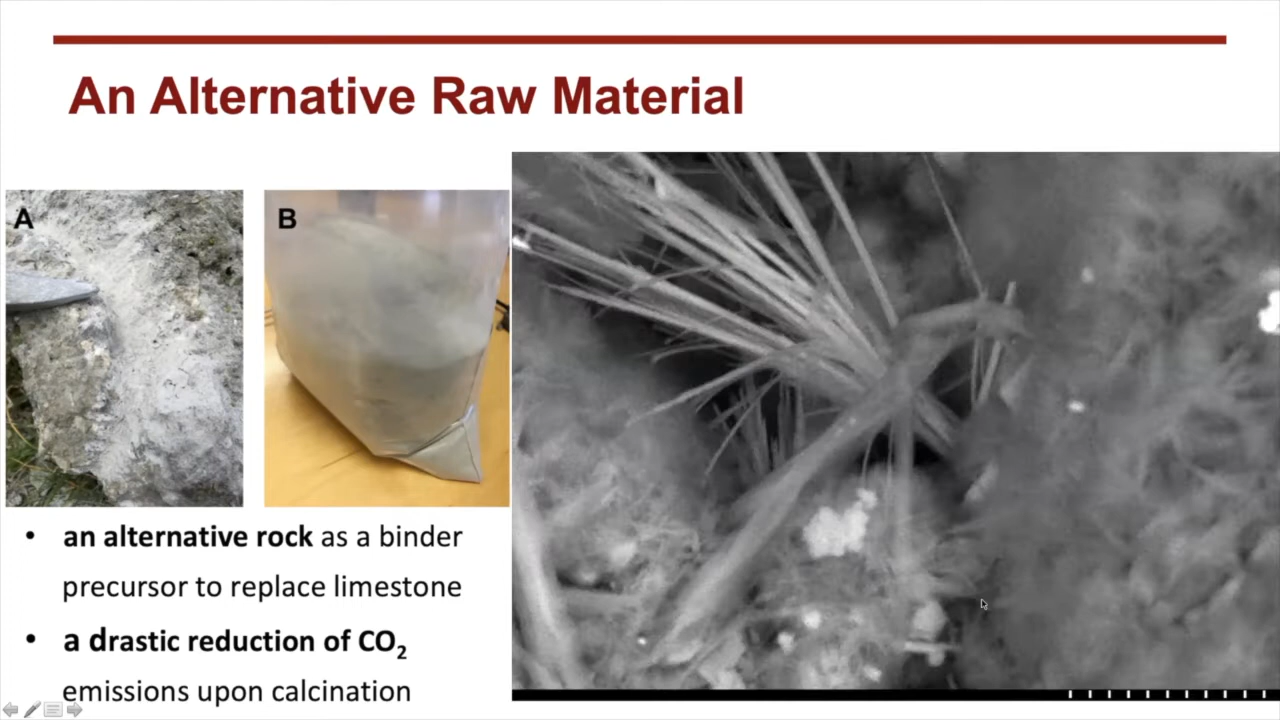 An Alternative Raw Material
A
B
• an alternative rock as a binder
precursor to replace limestone
• a drastic reduction of CO₂
emissions upon calcination